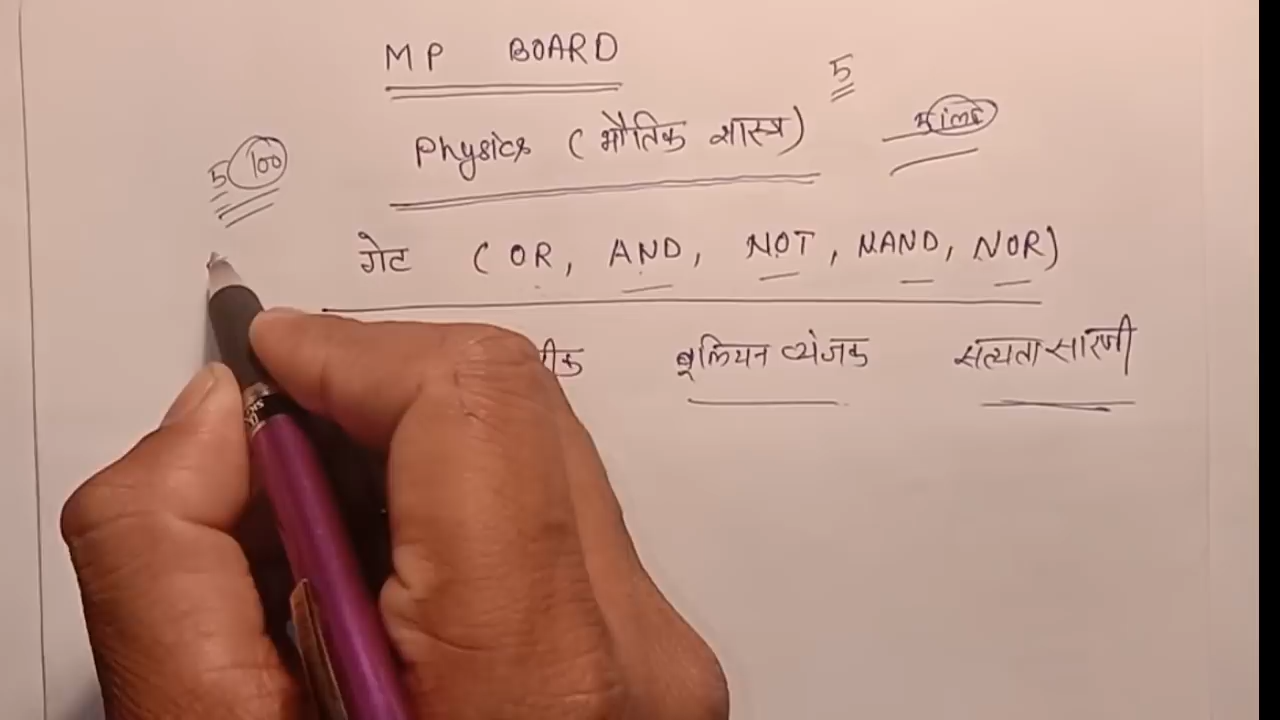 MP BOARD
5
Physics (भौतिक शास्त्र)
5 100
गेट (OR, AND, NOT, NAND, NOR)
बूलियन व्यंजक सत्यता सारणी